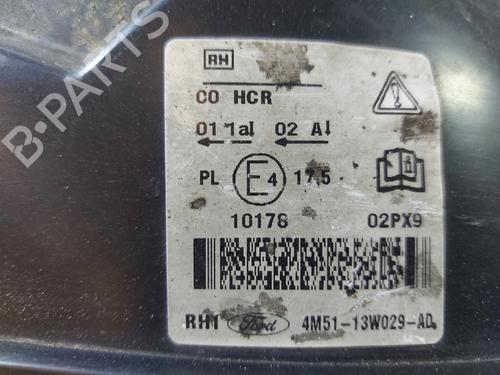 B-PARTS
RH
CO HCR
01 1a 02 A
PL E4 17.5
i
10178 02PX9
RH1 Ford 4M51-13W029-AD